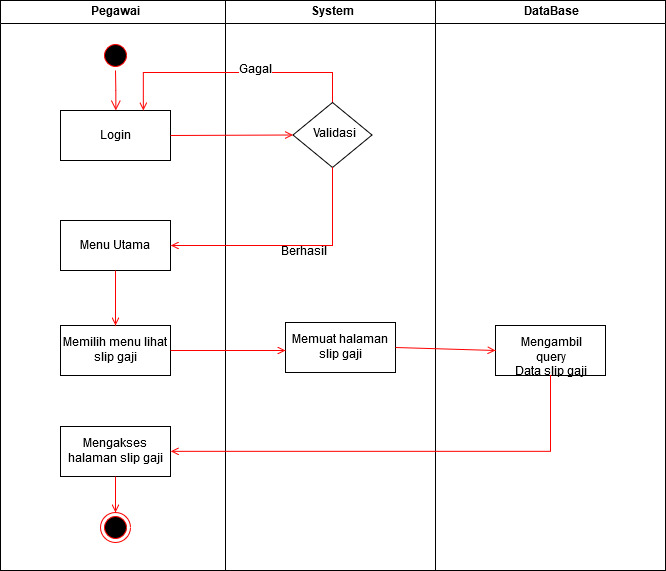 Pegawai
System
DataBase
Gagal
Login
Validasi
Menu Utama
Berhasil
Memilih menu lihat
slip gaji
Memuat halaman
slip gaji
Mengambil
query
Data slip gaji
Mengakses
halaman slip gaji